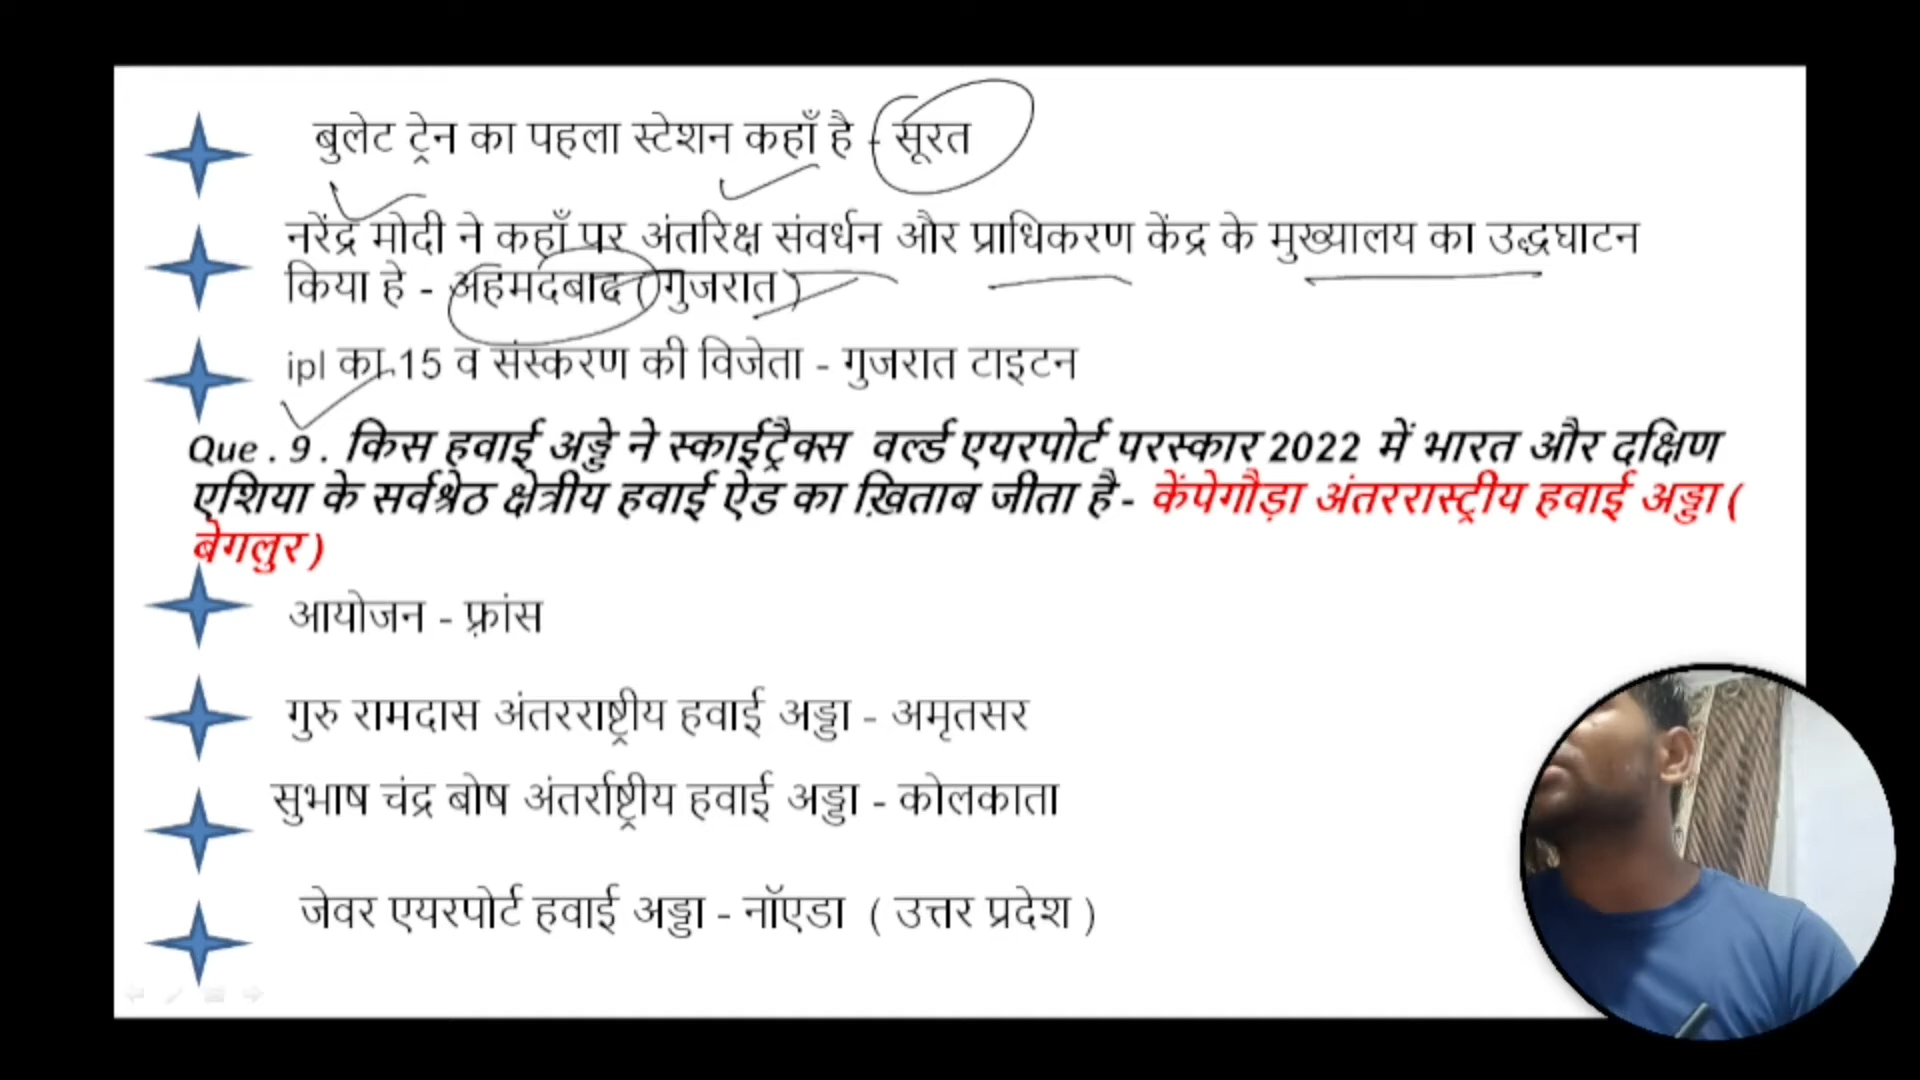 बुलेट ट्रेन का पहला स्टेशन कहाँ है - सूरत
नरेंद्र मोदी ने कहाँ पर अंतरिक्ष संवर्धन और प्राधिकरण केंद्र के मुख्यालय का उद्धघाटन
किया हे - अहमदबाद ( गुजरात )
ipl का 15 व संस्करण की विजेता - गुजरात टाइटन
Que . 9 . किस हवाई अड्डे ने स्काईट्रैक्स वर्ल्ड एयरपोर्ट परस्कार 2022 में भारत और दक्षिण
एशिया के सर्वश्रेठ क्षेत्रीय हवाई ऐड का ख़िताब जीता है - केंपेगौड़ा अंतररास्ट्रीय हवाई अड्डा (
बेगलुर )
आयोजन - फ़्रांस
गुरु रामदास अंतरराष्ट्रीय हवाई अड्डा - अमृतसर
सुभाष चंद्र बोष अंतर्राष्ट्रीय हवाई अड्डा - कोलकाता
जेवर एयरपोर्ट हवाई अड्डा - नॉएडा ( उत्तर प्रदेश )